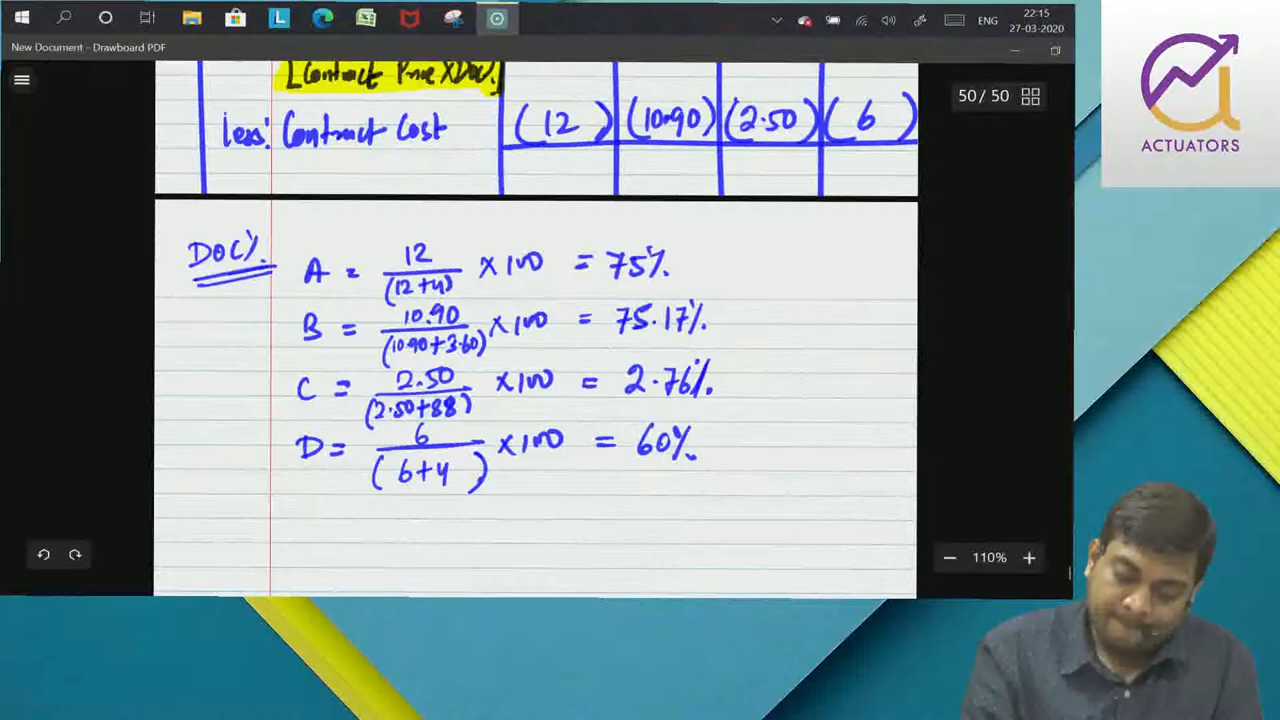 22:15
ENG
27-03-2020
New Document - Drawboard PDF
[Contract Price X DOC.]
50 / 50
Less: Contract Cost (12) (10.90) (2.50) (6)
ACTUATORS
DOC%.
A = 12/(12+4) × 100 = 75%.
B = 10.90/(10.90+3.60) × 100 = 75.17%.
C = 2.50/(2.50+88) × 100 = 2.76%.
D = 6/(6+4) × 100 = 60%.
110%